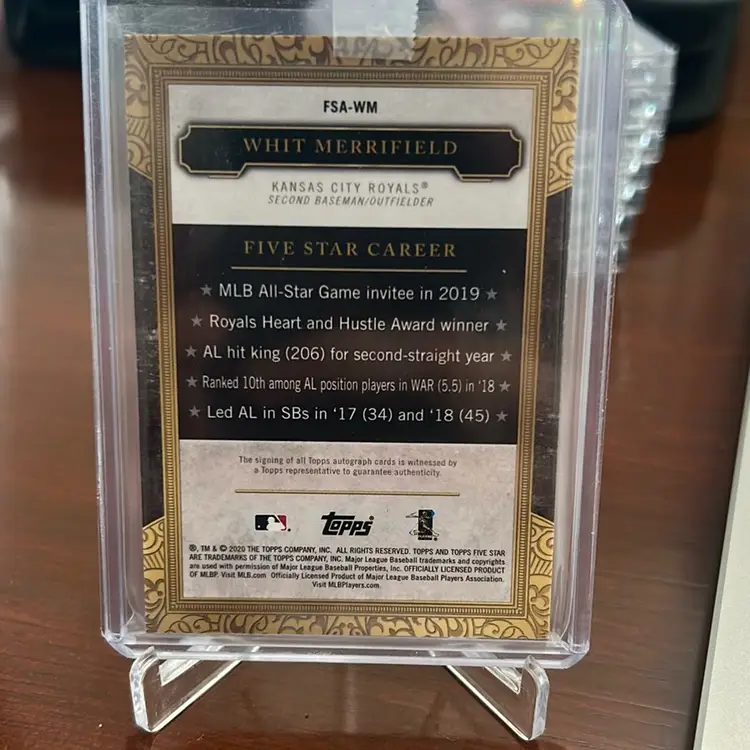 FSA-WM
WHIT MERRIFIELD
KANSAS CITY ROYALS®
SECOND BASEMAN/OUTFIELDER
FIVE STAR CAREER
★ MLB All-Star Game invitee in 2019 ★
★ Royals Heart and Hustle Award winner ★
★ AL hit king (206) for second-straight year ★
★ Ranked 10th among AL position players in WAR (5.5) in '18 ★
★ Led AL in SBs in '17 (34) and '18 (45) ★
The signing of all Topps autograph cards is witnessed by
a Topps representative to guarantee authenticity.
Topps
®, TM & © 2020 THE TOPPS COMPANY, INC. ALL RIGHTS RESERVED. TOPPS AND TOPPS FIVE STAR
ARE TRADEMARKS OF THE TOPPS COMPANY, INC. Major League Baseball trademarks and copyrights
are used with permission of Major League Baseball Properties, Inc. OFFICIALLY LICENSED PRODUCT
OF MLBP. Visit MLB.com Officially Licensed Product of Major League Baseball Players Association.
Visit MLBPlayers.com.